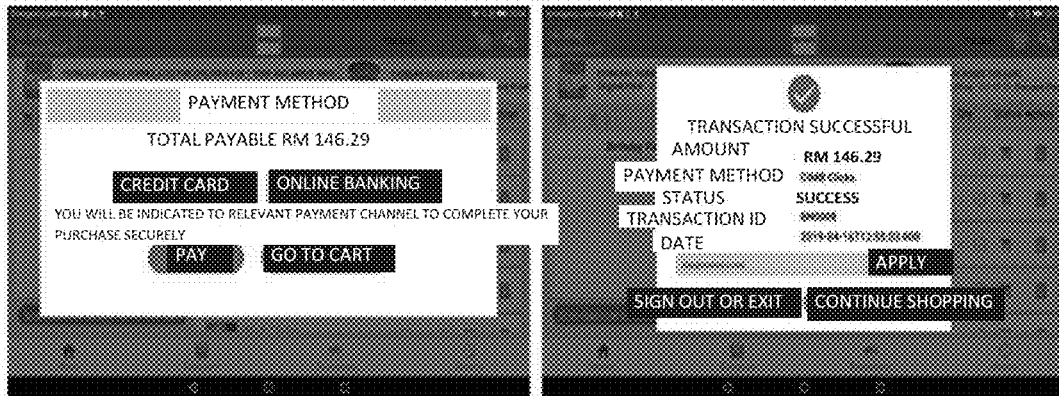 PAYMENT METHOD
TOTAL PAYABLE RM 146.29
CREDIT CARD
ONLINE BANKING
YOU WILL BE INDICATED TO RELEVANT PAYMENT CHANNEL TO COMPLETE YOUR
PURCHASE SECURELY
PAY
GO TO CART
TRANSACTION SUCCESSFUL
AMOUNT RM 146.29
PAYMENT METHOD
STATUS SUCCESS
TRANSACTION ID
DATE
APPLY
SIGN OUT OR EXIT
CONTINUE SHOPPING